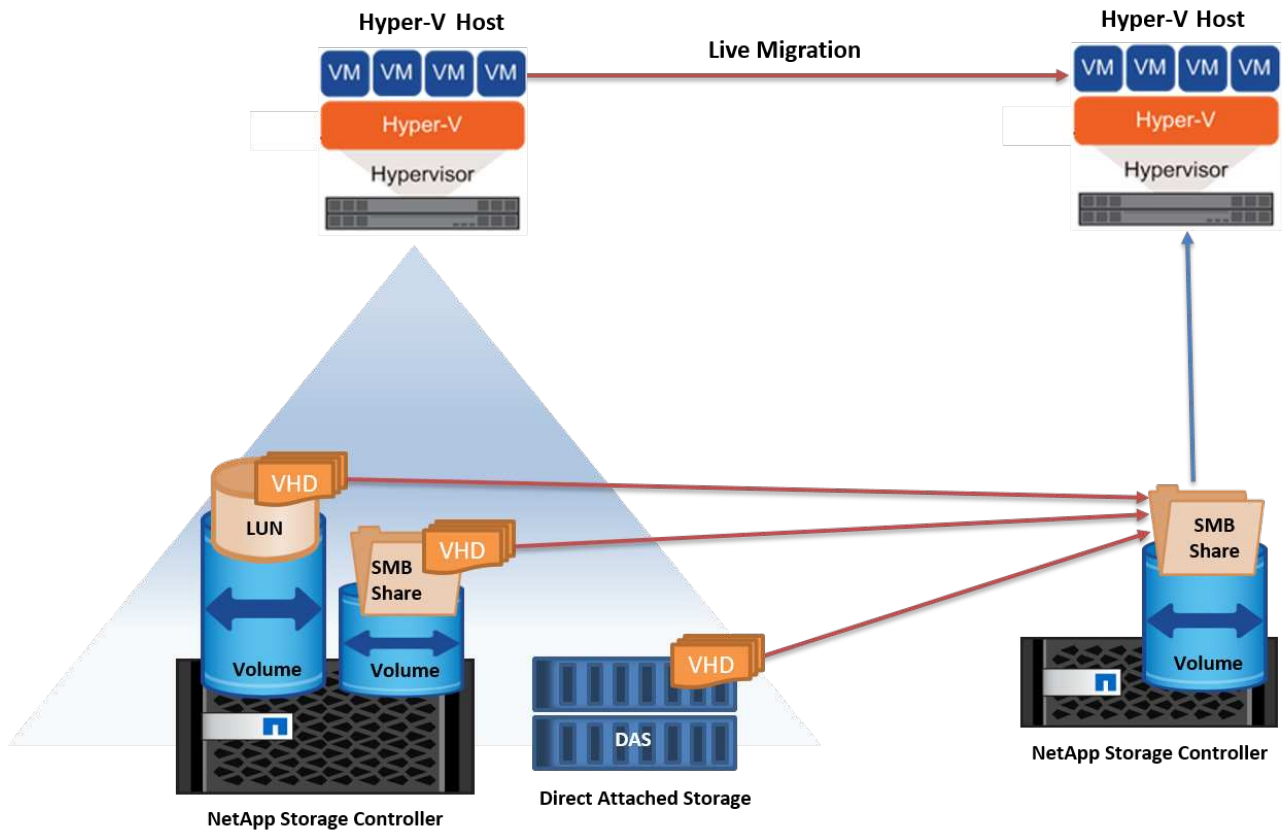 Hyper-V Host
Hyper-V Host
Live Migration
VM VM VM VM
VM VM VM VM
Hyper-V
Hyper-V
Hypervisor
Hypervisor
VHD
LUN
VHD
SMB
Share
SMB
Share
VHD
Volume
Volume
Volume
DAS
NetApp Storage Controller
Direct Attached Storage
NetApp Storage Controller